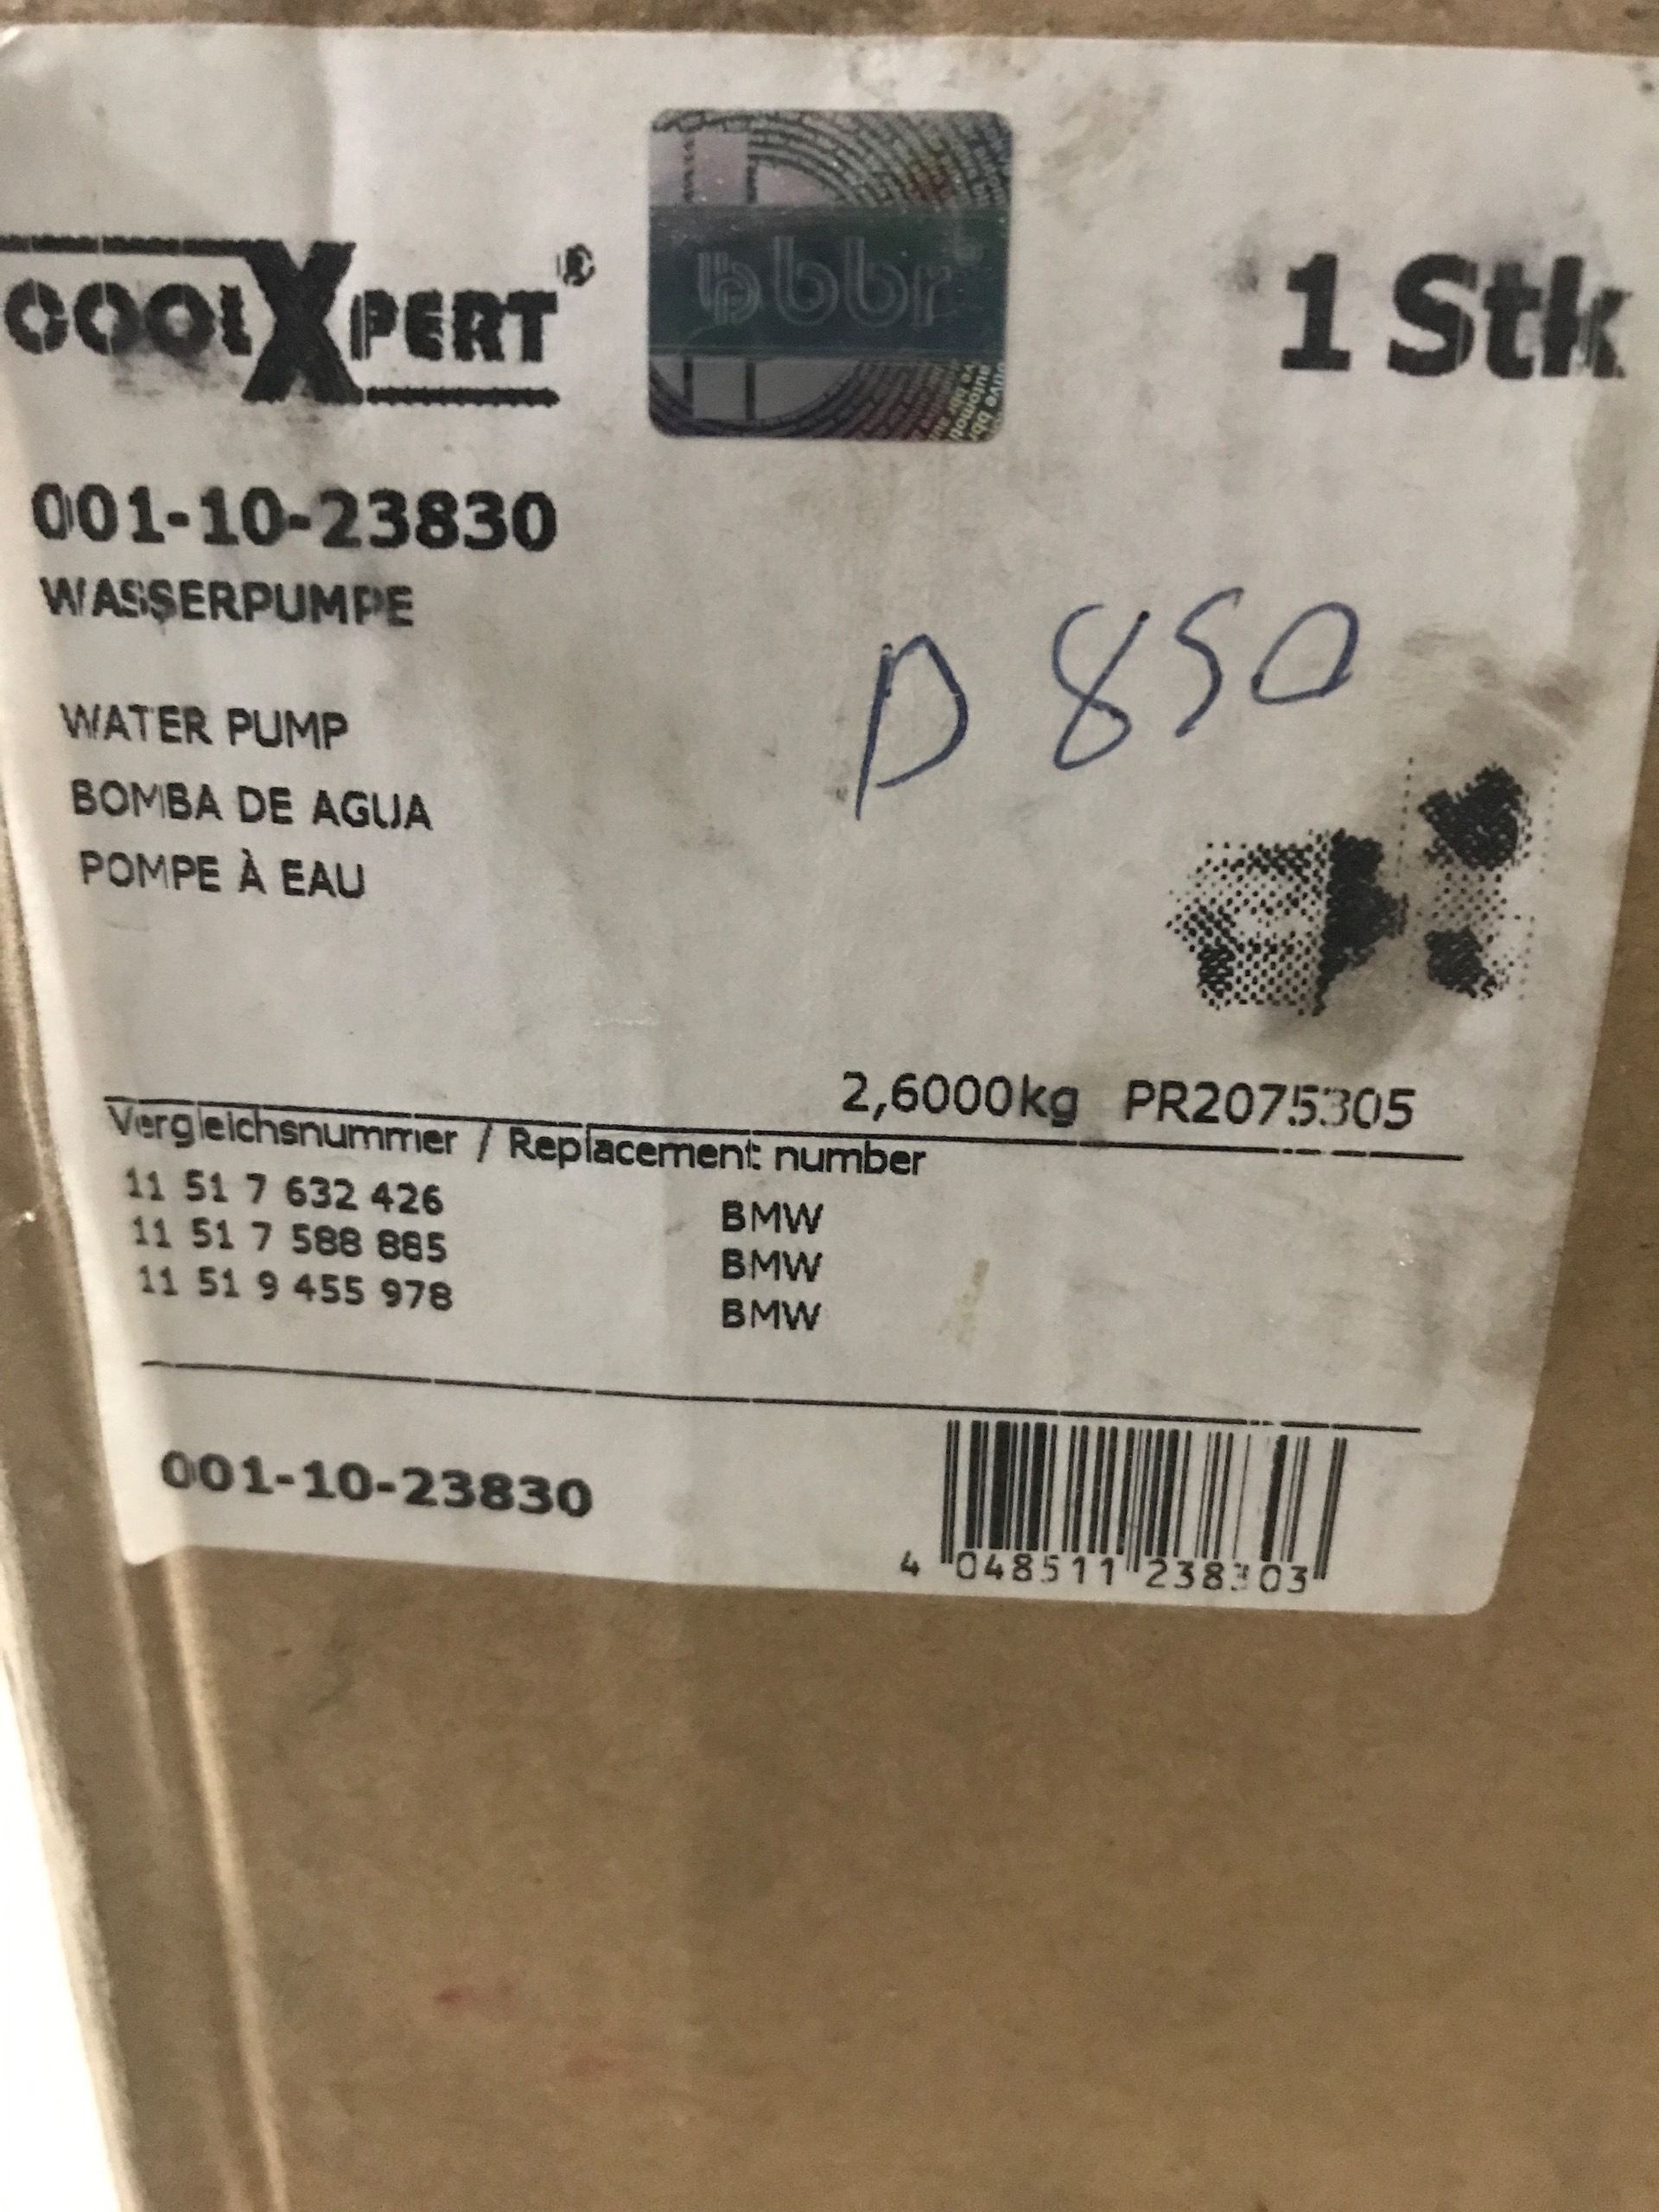 COOLXPERT®
bbr
1 Stk
001-10-23830
WASSERPUMPE
WATER PUMP
BOMBA DE AGUA
POMPE À EAU
D 850
2,6000kg PR2075305
Vergleichsnummer / Replacement number
11 51 7 632 426 BMW
11 51 7 588 885 BMW
11 51 9 455 978 BMW
001-10-23830
4 048511 238303